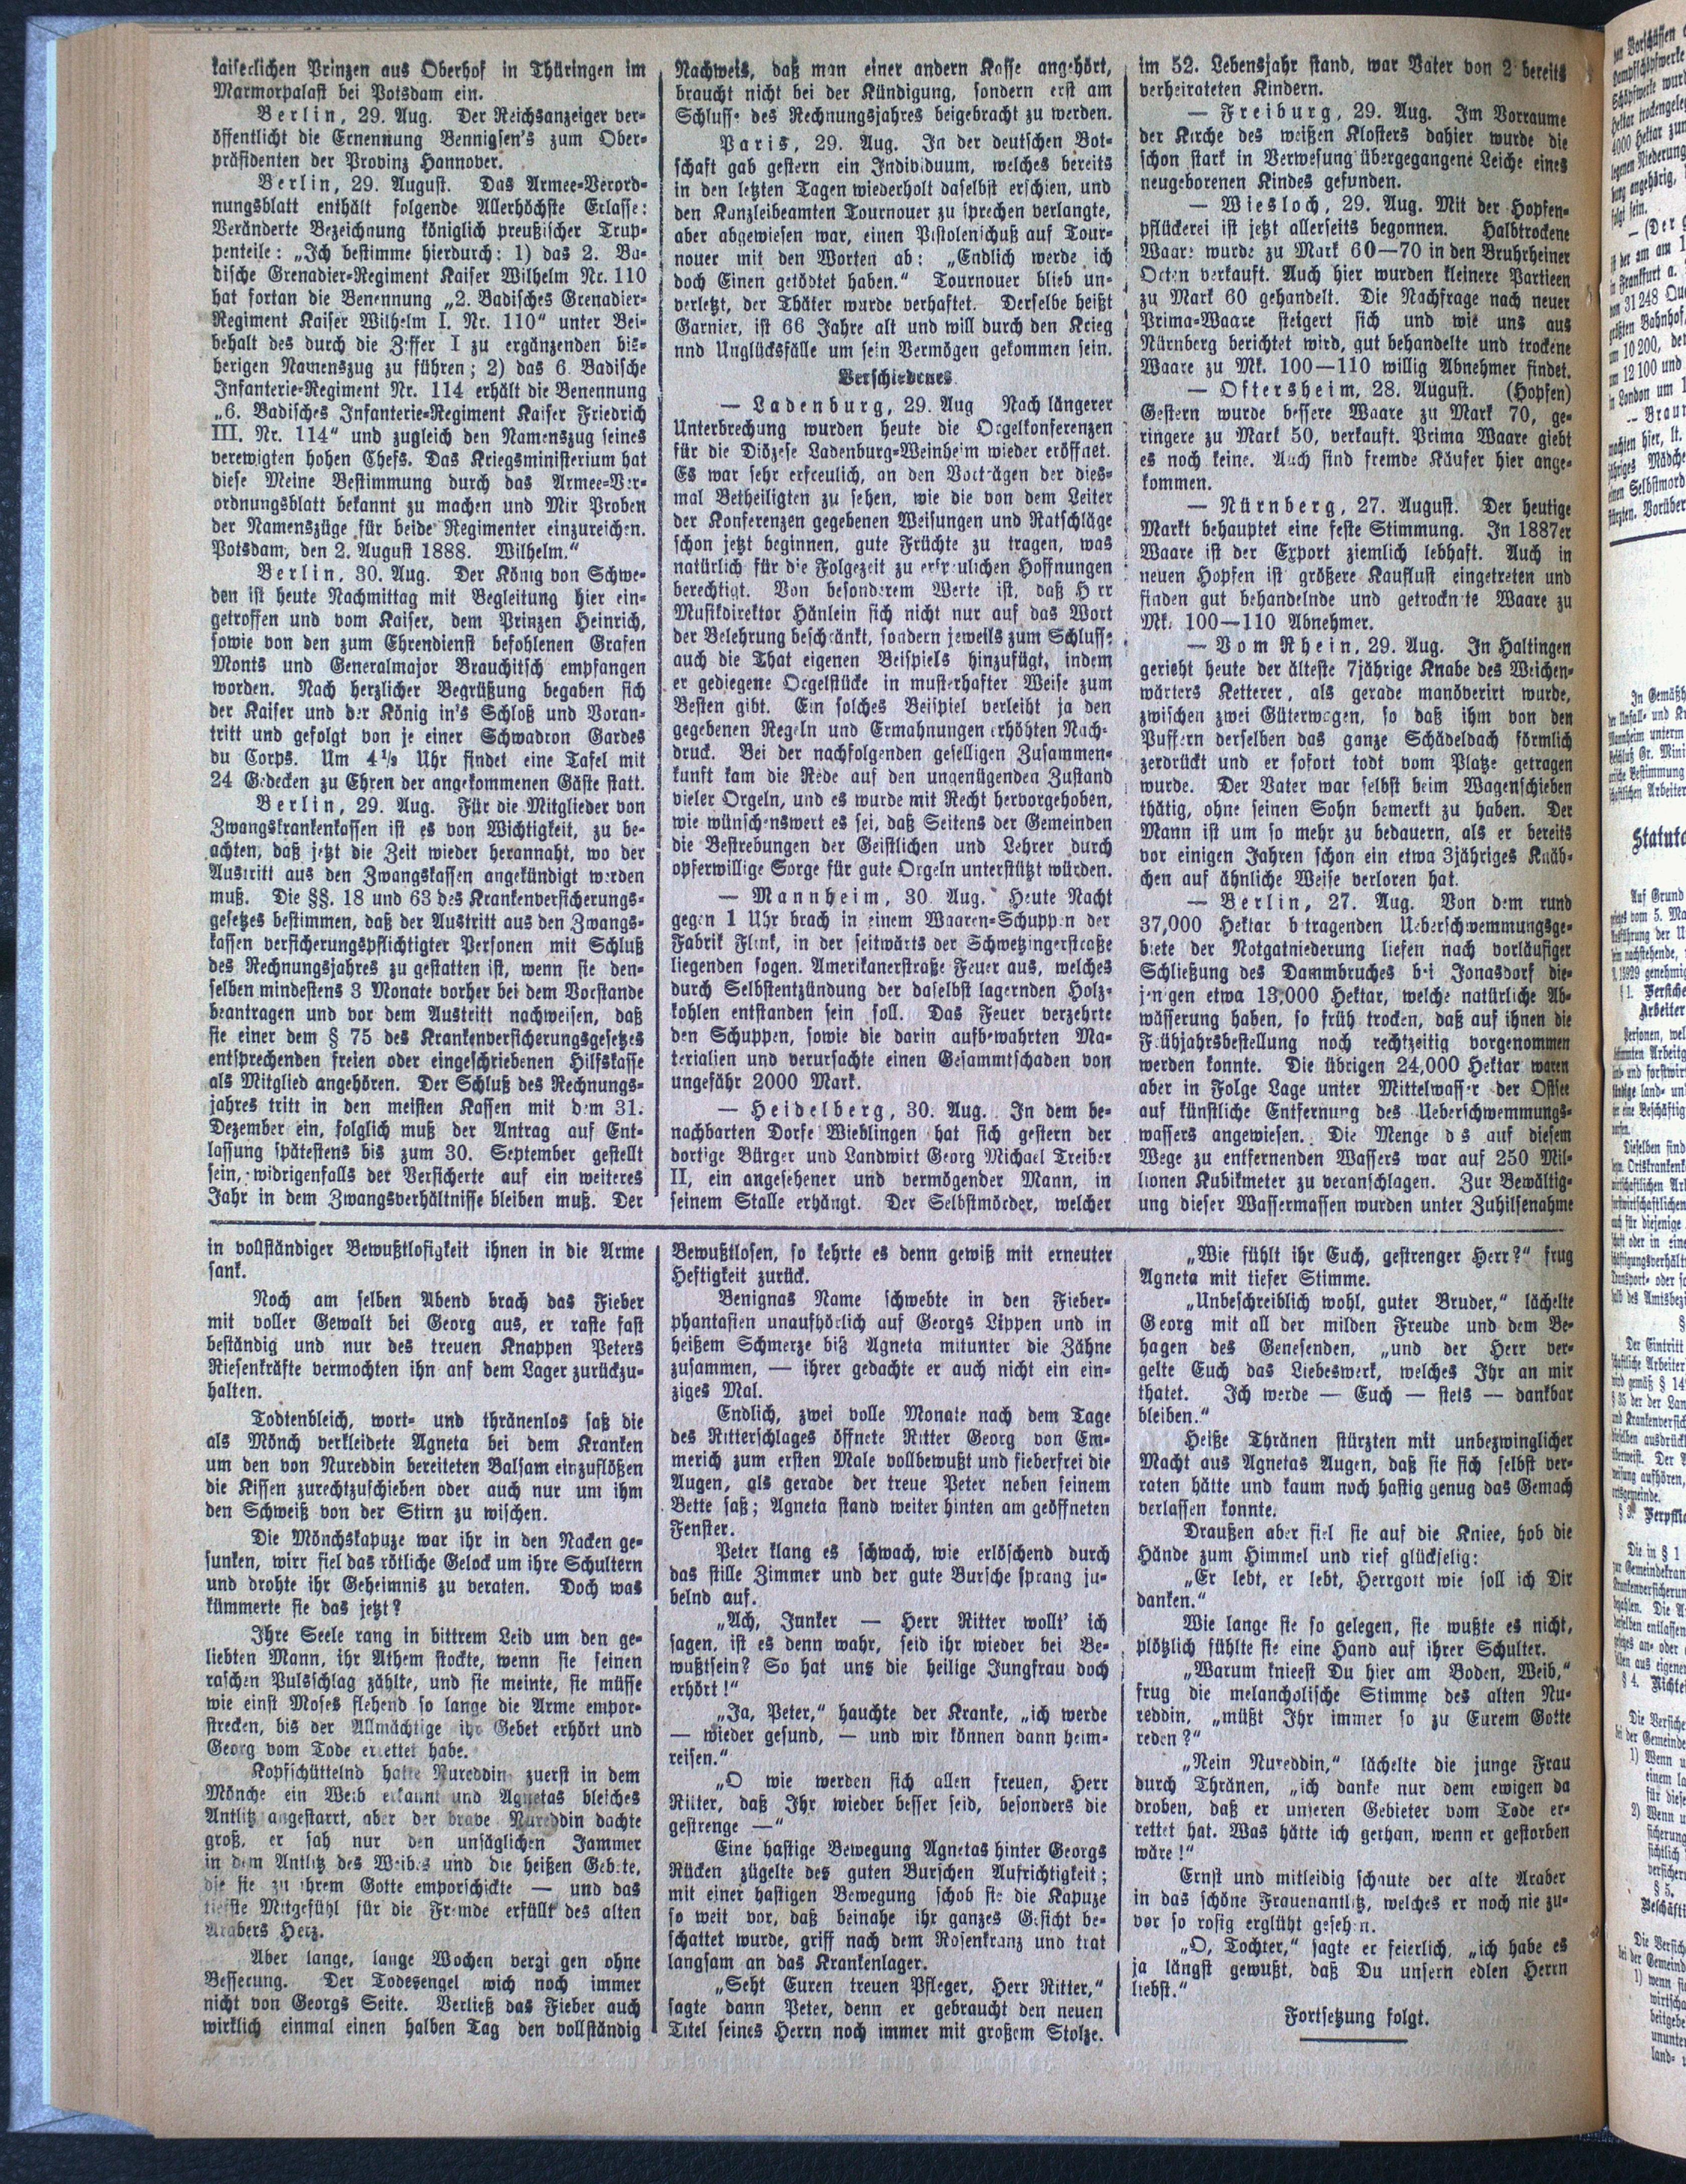 kaiserlichen Prinzen aus Oberhof in Thüringen im
Marmorpalast bei Potsdam ein.
Berlin, 29. Aug. Der Reichsanzeiger ver-
öffentlicht die Ernennung Bennigsen's zum Ober-
präsidenten der Provinz Hannover.
Berlin, 29. August. Das Armee-Verord-
nungsblatt enthält folgende Allerhöchste Erlasse:
Veränderte Bezeichnung königlich preußischer Trup-
penteile: „Ich bestimme hierdurch: 1) das 2. Ba-
dische Grenadier-Regiment Kaiser Wilhelm Nr. 110
hat fortan die Benennung „2. Badisches Grenadier-
Regiment Kaiser Wilhelm I. Nr. 110" unter Bei-
behalt des durch die Ziffer I zu ergänzenden bis-
herigen Namenszug zu führen; 2) das 6. Badische
Infanterie-Regiment Nr. 114 erhält die Benennung
„6. Badisches Infanterie-Regiment Kaiser Friedrich
III. Nr. 114" und zugleich den Namenszug seines
verewigten hohen Chefs. Das Kriegsministerium hat
diese Meine Bestimmung durch das Armee-Ver-
ordnungsblatt bekannt zu machen und Mir Proben
der Namenszüge für beide Regimenter einzureichen.
Potsdam, den 2. August 1888. Wilhelm."
Berlin, 30. Aug. Der König von Schwe-
den ist heute Nachmittag mit Begleitung hier ein-
getroffen und vom Kaiser, dem Prinzen Heinrich,
sowie von den zum Ehrendienst befohlenen Grafen
Monts und Generalmajor Brauchitsch empfangen
worden. Nach herzlicher Begrüßung begaben sich
der Kaiser und der König in's Schloß und Voran-
tritt und gefolgt von je einer Schwadron Gardes
du Corps. Um 4½ Uhr findet eine Tafel mit
24 Gedecken zu Ehren der angekommenen Gäste statt.
Berlin, 29. Aug. Für die Mitglieder von
Zwangskrankenkassen ist es von Wichtigkeit, zu be-
achten, daß jetzt die Zeit wieder herannaht, wo der
Austritt aus den Zwangskassen angekündigt werden
muß. Die §§. 18 und 63 des Krankenversicherungs-
gesetzes bestimmen, daß der Austritt aus den Zwangs-
kassen versicherungspflichtigter Personen mit Schluß
des Rechnungsjahres zu gestatten ist, wenn sie den-
selben mindestens 3 Monate vorher bei dem Vorstande
beantragen und vor dem Austritt nachweisen, daß
sie einer dem § 75 des Krankenversicherungsgesetzes
entsprechenden freien oder eingeschriebenen Hilfskasse
als Mitglied angehören. Der Schluß des Rechnungs-
jahres tritt in den meisten Kassen mit dem 31.
Dezember ein, folglich muß der Antrag auf Ent-
lassung spätestens bis zum 30. September gestellt
sein, widrigenfalls der Versicherte auf ein weiteres
Jahr in dem Zwangsverhältnisse bleiben muß. Der
Nachweis, daß man einer andern Kasse angehört,
braucht nicht bei der Kündigung, sondern erst am
Schlusse des Rechnungsjahres beigebracht zu werden.
Paris, 29. Aug. In der deutschen Bot-
schaft gab gestern ein Individuum, welches bereits
in den letzten Tagen wiederholt daselbst erschien, und
den Kanzleibeamten Tournouer zu sprechen verlangte,
aber abgewiesen war, einen Pistolenschuß auf Tour-
nouer mit den Worten ab: „Endlich werde ich
doch Einen getödtet haben." Tournouer blieb un-
verletzt, der Thäter wurde verhaftet. Derselbe heißt
Garnier, ist 66 Jahre alt und will durch den Krieg
nnd Unglücksfälle um sein Vermögen gekommen sein.
Verschiedenes
— Ladenburg, 29. Aug Nach längerer
Unterbrechung wurden heute die Orgelkonferenzen
für die Diözese Ladenburg-Weinheim wieder eröffnet.
Es war sehr erfreulich, an den Vorträgen der dies-
mal Betheiligten zu sehen, wie die von dem Leiter
der Konferenzen gegebenen Weisungen und Ratschläge
schon jetzt beginnen, gute Früchte zu tragen, was
natürlich für die Folgezeit zu erfreulichen Hoffnungen
berechtigt. Von besonderem Werte ist, daß H rr
Musikdirektor Hänlein sich nicht nur auf das Wort
der Belehrung beschränkt, sondern jeweils zum Schlusse
auch die That eigenen Beispiels hinzufügt, indem
er gediegene Orgelstücke in musterhafter Weise zum
Besten gibt. Ein solches Beispiel verleiht ja den
gegebenen Regeln und Ermahnungen erhöhten Nach-
druck. Bei der nachfolgenden geselligen Zusammen-
kunft kam die Rede auf den ungenügenden Zustand
vieler Orgeln, und es wurde mit Recht hervorgehoben,
wie wünschenswert es sei, daß Seitens der Gemeinden
die Bestrebungen der Geistlichen und Lehrer durch
opferwillige Sorge für gute Orgeln unterstützt würden.
— Mannheim, 30. Aug. Heute Nacht
gegen 1 Uhr brach in einem Waaren-Schuppen der
Fabrik Flink, in der seitwärts der Schwetzingerstraße
liegenden sogen. Amerikanerstraße Feuer aus, welches
durch Selbstentzündung der daselbst lagernden Holz-
kohlen entstanden sein soll. Das Feuer verzehrte
den Schuppen, sowie die darin aufbewahrten Ma-
terialien und verursachte einen Gesammtschaden von
ungefähr 2000 Mark.
— Heidelberg, 30. Aug. In dem be-
nachbarten Dorfe Wieblingen hat sich gestern der
dortige Bürger und Landwirt Georg Michael Treiber
II, ein angesehener und vermögender Mann, in
seinem Stalle erhängt. Der Selbstmörder, welcher
im 52. Lebensjahr stand, war Vater von 2 bereits
verheirateten Kindern.
— Freiburg, 29. Aug. Im Vorraume
der Kirche des weißen Klosters dahier wurde die
schon stark in Verwesung übergegangene Leiche eines
neugeborenen Kindes gefunden.
— Wiesloch, 29. Aug. Mit der Hopfen-
pflückerei ist jetzt allerseits begonnen. Halbtrockene
Waare wurde zu Mark 60—70 in den Bruhrheiner
Orten verkauft. Auch hier wurden kleinere Partieen
zu Mark 60 gehandelt. Die Nachfrage nach neuer
Prima-Waare steigert sich und wie uns aus
Nürnberg berichtet wird, gut behandelte und trockene
Waare zu Mk. 100—110 willig Abnehmer findet.
— Oftersheim, 28. August. (Hopfen)
Gestern wurde bessere Waare zu Mark 70, ge-
ringere zu Mark 50, verkauft. Prima Waare giebt
es noch keine. Auch sind fremde Käufer hier ange-
kommen.
— Nürnberg, 27. August. Der heutige
Markt behauptet eine feste Stimmung. In 1887er
Waare ist der Export ziemlich lebhaft. Auch in
neuen Hopfen ist größere Kauflust eingetreten und
finden gut behandelnde und getrocknete Waare zu
Mk. 100—110 Abnehmer.
— Vom Rhein, 29. Aug. In Haltingen
gerieht heute der älteste 7jährige Knabe des Weichen-
wärters Ketterer, als gerade manöverirt wurde,
zwischen zwei Güterwagen, so daß ihm von den
Puffern derselben das ganze Schädeldach förmlich
zerdrückt und er sofort todt vom Platze getragen
wurde. Der Vater war selbst beim Wagenschieben
thätig, ohne seinen Sohn bemerkt zu haben. Der
Mann ist um so mehr zu bedauern, als er bereits
vor einigen Jahren schon ein etwa 3jähriges Knäb-
chen auf ähnliche Weise verloren hat.
— Berlin, 27. Aug. Von dem rund
37,000 Hektar b tragenden Ueberschwemmungsge-
biete der Notgatniederung liefen nach vorläufiger
Schließung des Dammbruches bei Jonasdorf die-
jenigen etwa 13,000 Hektar, welche natürliche Ab-
wässerung haben, so früh trocken, daß auf ihnen die
Frühjahrsbestellung noch rechtzeitig vorgenommen
werden konnte. Die übrigen 24,000 Hektar waren
aber in Folge Lage unter Mittelwasser der Ostsee
auf künstliche Entfernung des Ueberschwemmungs-
wassers angewiesen. Die Menge d s auf diesem
Wege zu entfernenden Wassers war auf 250 Mil-
lionen Kubikmeter zu veranschlagen. Zur Bewältig-
ung dieser Wassermassen wurden unter Zuhilfenahme
in vollständiger Bewußtlosigkeit ihnen in die Arme
sank.
Noch am selben Abend brach das Fieber
mit voller Gewalt bei Georg aus, er raste fast
beständig und nur des treuen Knappen Peters
Riesenkräfte vermochten ihn auf dem Lager zurückzu-
halten.
Todtenbleich, wort- und thränenlos saß die
als Mönch verkleidete Agneta bei dem Kranken
um den von Nureddin bereiteten Balsam einzuflößen
die Kissen zurechtzuschieben oder auch nur um ihm
den Schweiß von der Stirn zu wischen.
Die Mönchskapuze war ihr in den Nacken ge-
sunken, wirr fiel das rötliche Gelock um ihre Schultern
und drohte ihr Geheimnis zu veraten. Doch was
kümmerte sie das jetzt?
Ihre Seele rang in bittrem Leid um den ge-
liebten Mann, ihr Athem stockte, wenn sie seinen
raschen Pulsschlag zählte, und sie meinte, sie müsse
wie einst Moses flehend so lange die Arme empor-
strecken, bis der Allmächtige ihr Gebet erhört und
Georg vom Tode errettet habe.
Kopfschüttelnd hatte Nureddin zuerst in dem
Mönche ein Weib erkannt und Agnetas bleiches
Antlitz angestarrt, aber der brave Nureddin dachte
groß, er sah nur den unsäglichen Jammer
in dem Antlitz des Weibes und die heißen Gebete,
die sie zu ihrem Gotte emporschickte — und das
tiefste Mitgefühl für die Fremde erfüllt des alten
Arabers Herz.
Aber lange, lange Wochen vergi gen ohne
Besserung. Der Todesengel wich noch immer
nicht von Georgs Seite. Verließ das Fieber auch
wirklich einmal einen halben Tag den vollständig
Bewußtlosen, so kehrte es denn gewiß mit erneuter
Heftigkeit zurück.
Benignas Name schwebte in den Fieber-
phantasien unaufhörlich auf Georgs Lippen und in
heißem Schmerze biß Agneta mitunter die Zähne
zusammen, — ihrer gedachte er auch nicht ein ein-
ziges Mal.
Endlich, zwei volle Monate nach dem Tage
des Ritterschlages öffnete Ritter Georg von Em-
merich zum ersten Male vollbewußt und fieberfrei die
Augen, als gerade der treue Peter neben seinem
Bette saß; Agneta stand weiter hinten am geöffneten
Fenster.
Peter klang es schwach, wie erlöschend durch
das stille Zimmer und der gute Bursche sprang ju-
belnd auf.
„Ach, Junker — Herr Ritter wollt' ich
sagen, ist es denn wahr, seid ihr wieder bei Be-
wußtsein? So hat uns die heilige Jungfrau doch
erhört!"
„Ja, Peter," hauchte der Kranke, „ich werde
— wieder gesund, — und wir können dann heim-
reisen."
„O wie werden sich allen freuen, Herr
Ritter, daß Ihr wieder besser seid, besonders die
gestrenge —"
Eine hastige Bewegung Agnetas hinter Georgs
Rücken zügelte des guten Burschen Aufrichtigkeit;
mit einer hastigen Bewegung schob sie die Kapuze
so weit vor, daß beinahe ihr ganzes Gesicht be-
schattet wurde, griff nach dem Rosenkranz und trat
langsam an das Krankenlager.
„Seht Euren treuen Pfleger, Herr Ritter,"
sagte dann Peter, denn er gebraucht den neuen
Titel seines Herrn noch immer mit großem Stolze.
„Wie fühlt ihr Euch, gestrenger Herr?" frug
Agneta mit tiefer Stimme.
„Unbeschreiblich wohl, guter Bruder," lächelte
Georg mit all der milden Freude und dem Be-
hagen des Genesenden, „und der Herr ver-
gelte Euch das Liebeswerk, welches Ihr an mir
thatet. Ich werde — Euch — stets — dankbar
bleiben."
Heiße Thränen stürzten mit unbezwinglicher
Macht aus Agnetas Augen, daß sie sich selbst ver-
raten hätte und kaum noch hastig genug das Gemach
verlassen konnte.
Draußen aber fiel sie auf die Kniee, hob die
Hände zum Himmel und rief glückselig:
„Er lebt, er lebt, Herrgott wie soll ich Dir
danken."
Wie lange sie so gelegen, sie wußte es nicht,
plötzlich fühlte sie eine Hand auf ihrer Schulter.
„Warum knieest Du hier am Boden, Weib,"
frug die melancholische Stimme des alten Nu-
reddin, „müßt Ihr immer so zu Eurem Gotte
reden?"
„Nein Nureddin," lächelte die junge Frau
durch Thränen, „ich danke nur dem ewigen da
droben, daß er unseren Gebieter vom Tode er-
rettet hat. Was hätte ich gethan, wenn er gestorben
wäre!"
Ernst und mitleidig schaute der alte Araber
in das schöne Frauenantlitz, welches er noch nie zu-
vor so rosig erglüht gesehen.
„O, Tochter," sagte er feierlich, „ich habe es
ja längst gewußt, daß Du unsern edlen Herrn
liebst."
Fortsetzung folgt.